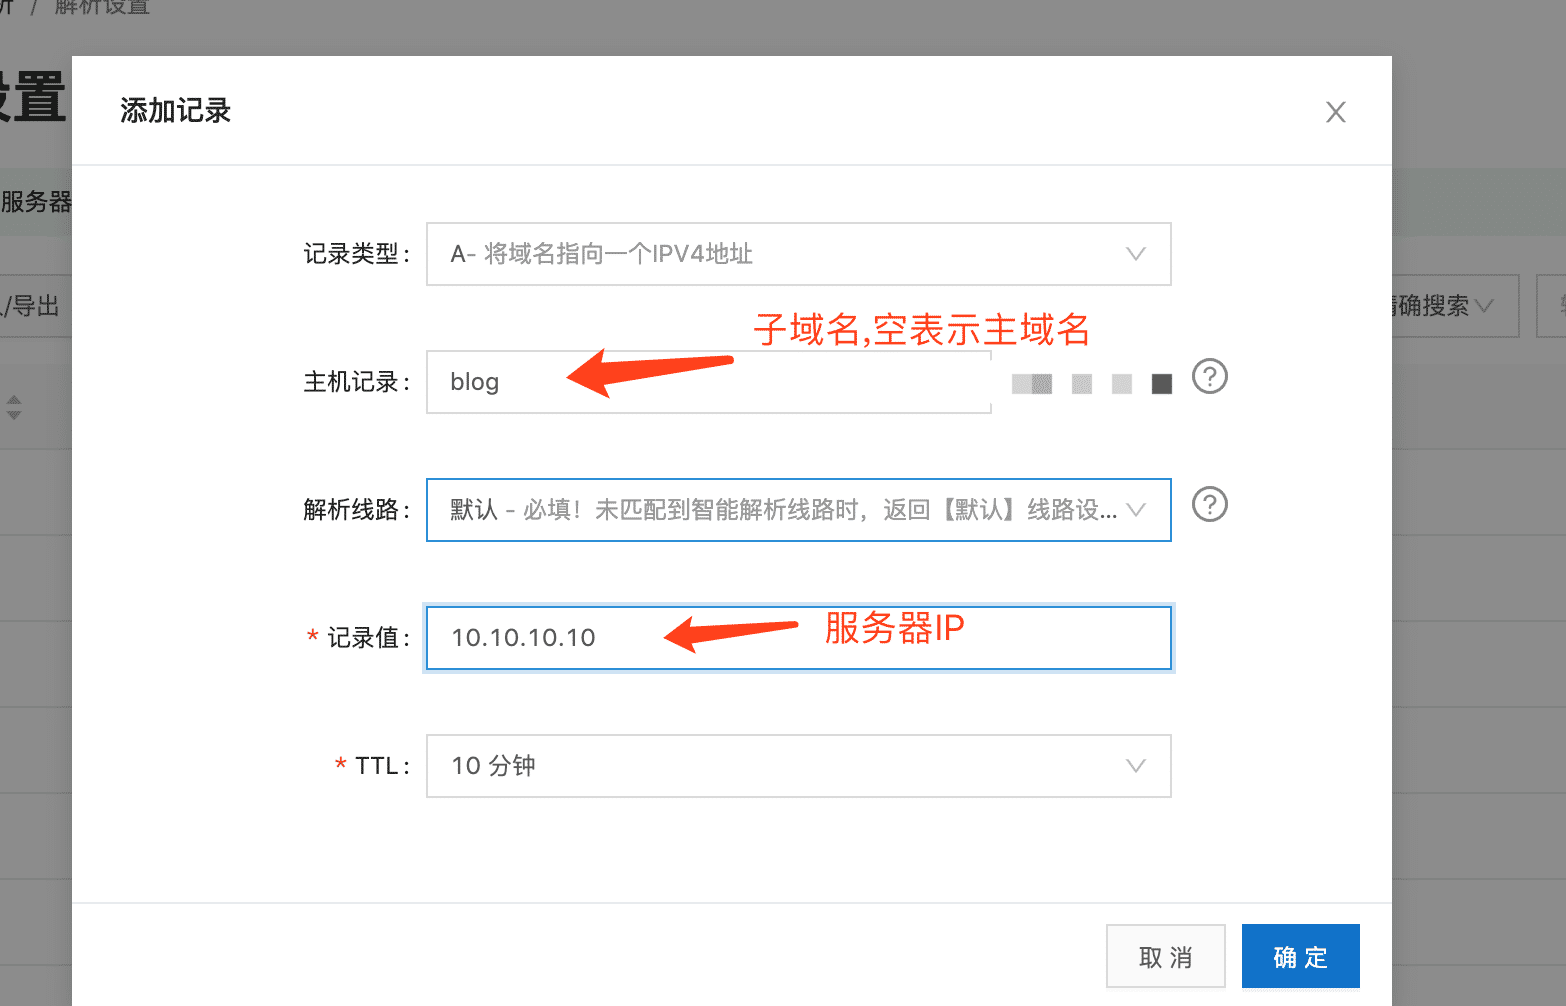 / 解析设置
设置
添加记录
服务器
记录类型:
A- 将域名指向一个IPV4地址
/导出
确搜索
子域名,空表示主域名
主机记录:
blog
?
解析线路:
默认 - 必填！未匹配到智能解析线路时，返回【默认】线路设...
?
* 记录值:
10.10.10.10
服务器IP
* TTL:
10 分钟
取 消
确 定